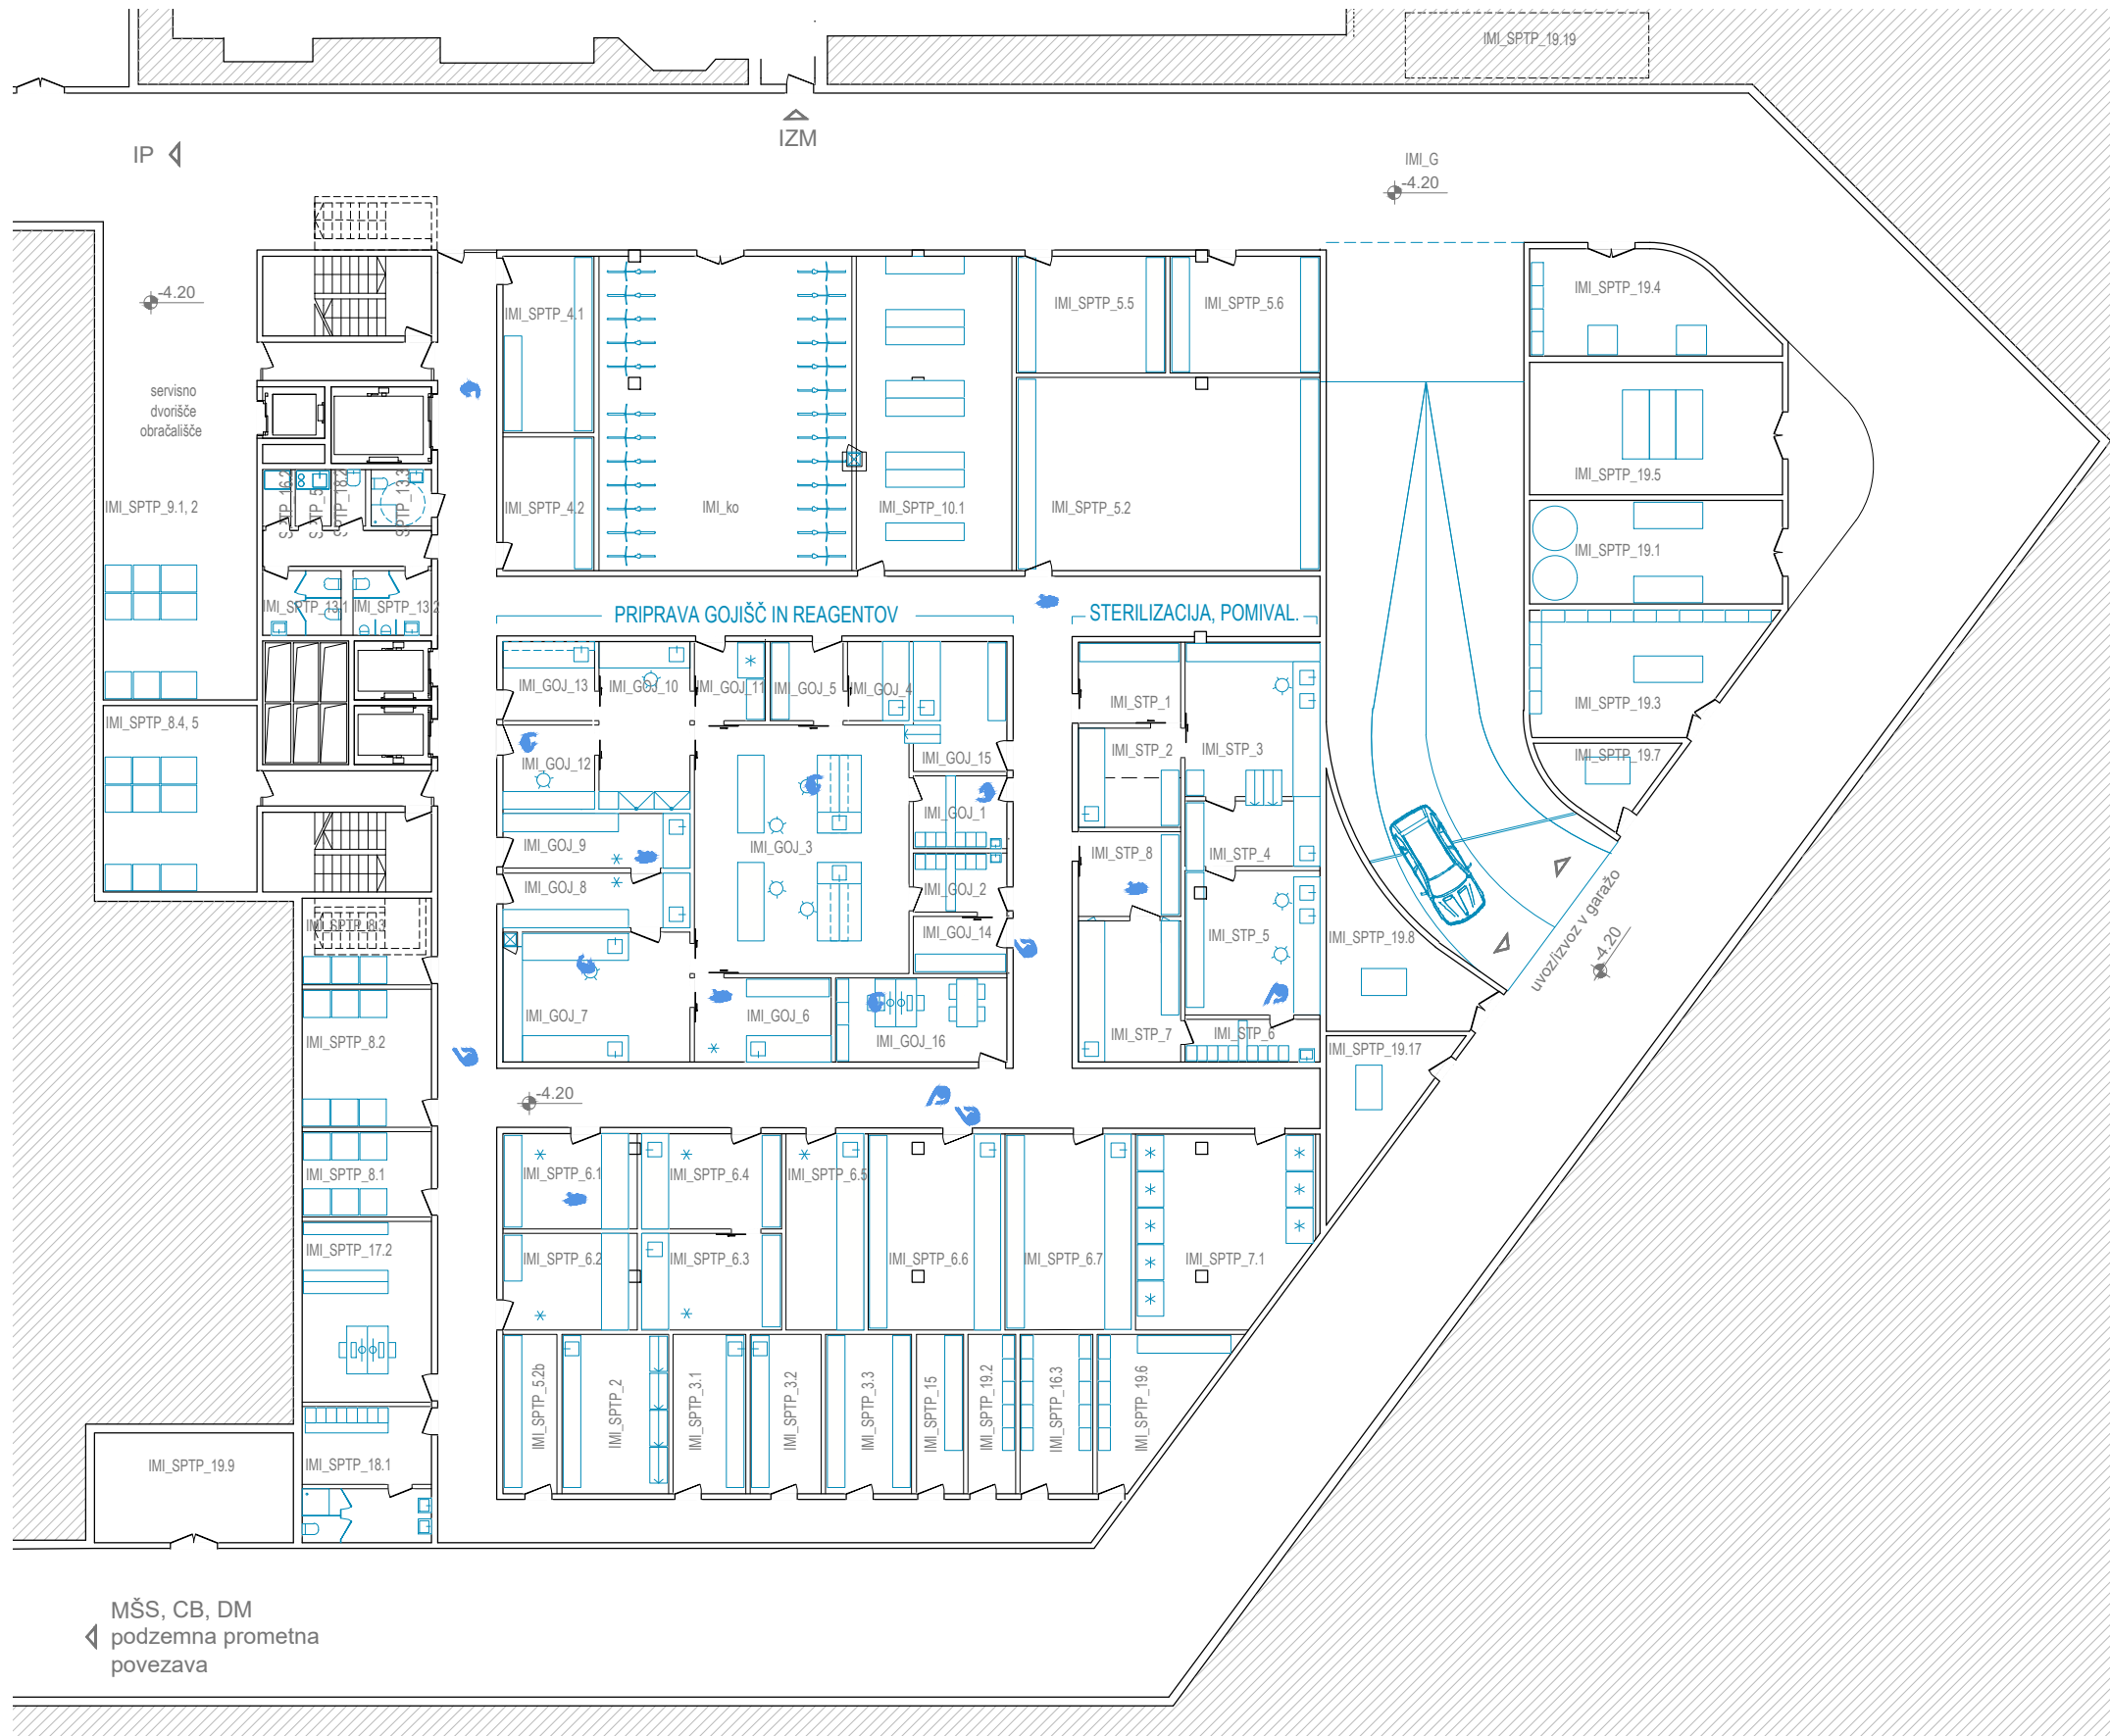 IMI_SPTP_19.19
IZM
IP
IMI_G
-4.20
-4.20
IMI_SPTP_4.1
IMI_SPTP_5.5
IMI_SPTP_5.6
IMI_SPTP_19.4
servisno
dvorišče
obračališče
IMI_SPTP_9.1, 2
IMI_SPTP_4.2
IMI_ko
IMI_SPTP_10.1
IMI_SPTP_5.2
IMI_SPTP_19.5
IMI_SPTP_19.1
IMI_SPTP_13.1
IMI_SPTP_13.2
PRIPRAVA GOJIŠČ IN REAGENTOV
STERILIZACIJA, POMIVAL.
IMI_GOJ_13
IMI_GOJ_10
IMI_GOJ_11
IMI_GOJ_5
IMI_GOJ_4
IMI_STP_1
IMI_SPTP_19.3
IMI_SPTP_8.4, 5
IMI_GOJ_12
IMI_GOJ_15
IMI_STP_2
IMI_STP_3
IMI_SPTP_19.7
IMI_GOJ_1
IMI_GOJ_9
IMI_GOJ_3
IMI_STP_8
IMI_STP_4
IMI_GOJ_8
IMI_GOJ_2
IMI_SPTP_8.3
IMI_GOJ_14
IMI_STP_5
IMI_SPTP_19.8
uvoz/izvoz v garažo
-4.20
IMI_GOJ_7
IMI_GOJ_6
IMI_GOJ_16
IMI_STP_7
IMI_STP_6
IMI_SPTP_8.2
IMI_SPTP_19.17
-4.20
IMI_SPTP_8.1
IMI_SPTP_6.1
IMI_SPTP_6.4
IMI_SPTP_6.5
IMI_SPTP_17.2
IMI_SPTP_6.2
IMI_SPTP_6.3
IMI_SPTP_6.6
IMI_SPTP_6.7
IMI_SPTP_7.1
IMI_SPTP_5.2b
IMI_SPTP_2
IMI_SPTP_3.1
IMI_SPTP_3.2
IMI_SPTP_3.3
IMI_SPTP_15
IMI_SPTP_19.2
IMI_SPTP_16.3
IMI_SPTP_19.6
IMI_SPTP_19.9
IMI_SPTP_18.1
MŠS, CB, DM
podzemna prometna
povezava